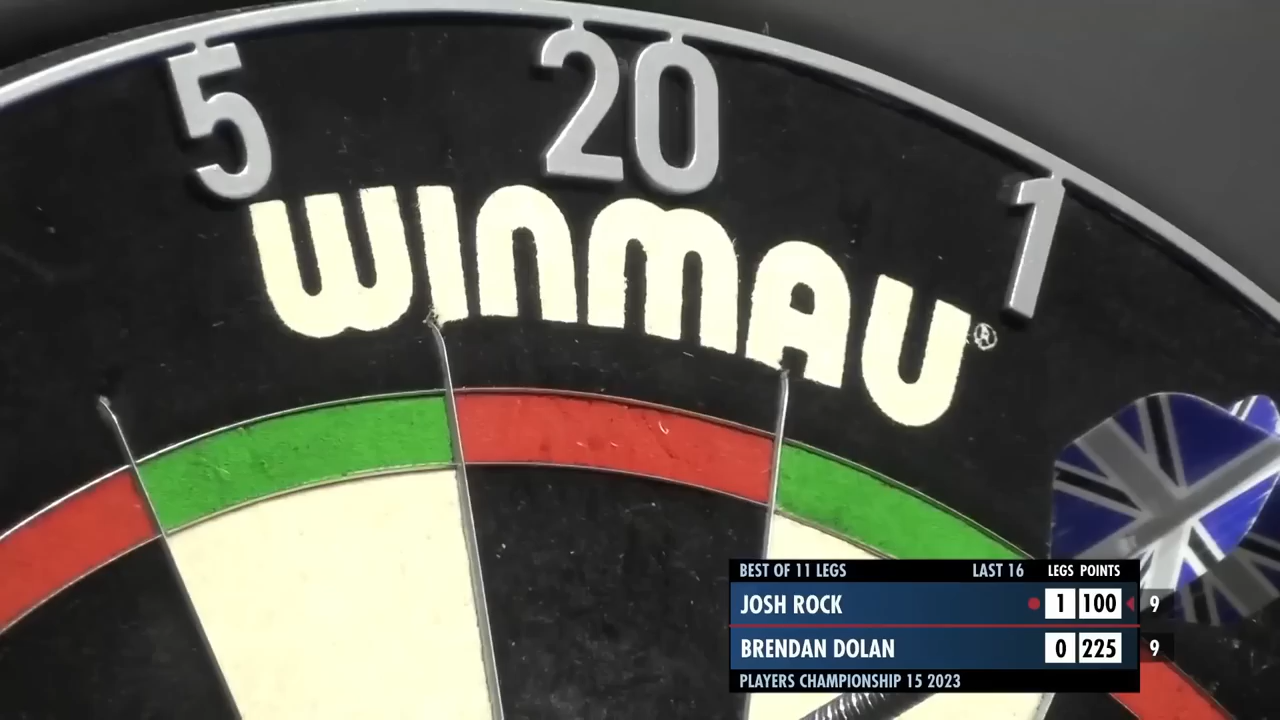 5 20 1
WINMAU®
BEST OF 11 LEGS LAST 16 LEGS POINTS
JOSH ROCK 1 100 9
BRENDAN DOLAN 0 225 9
PLAYERS CHAMPIONSHIP 15 2023